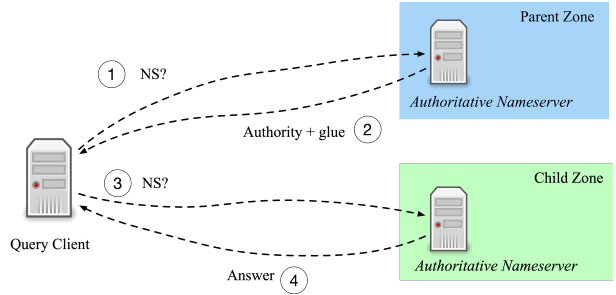 Parent Zone
1 NS?
Authoritative Nameserver
Authority + glue 2
Child Zone
3 NS?
Query Client
Authoritative Nameserver
Answer 4